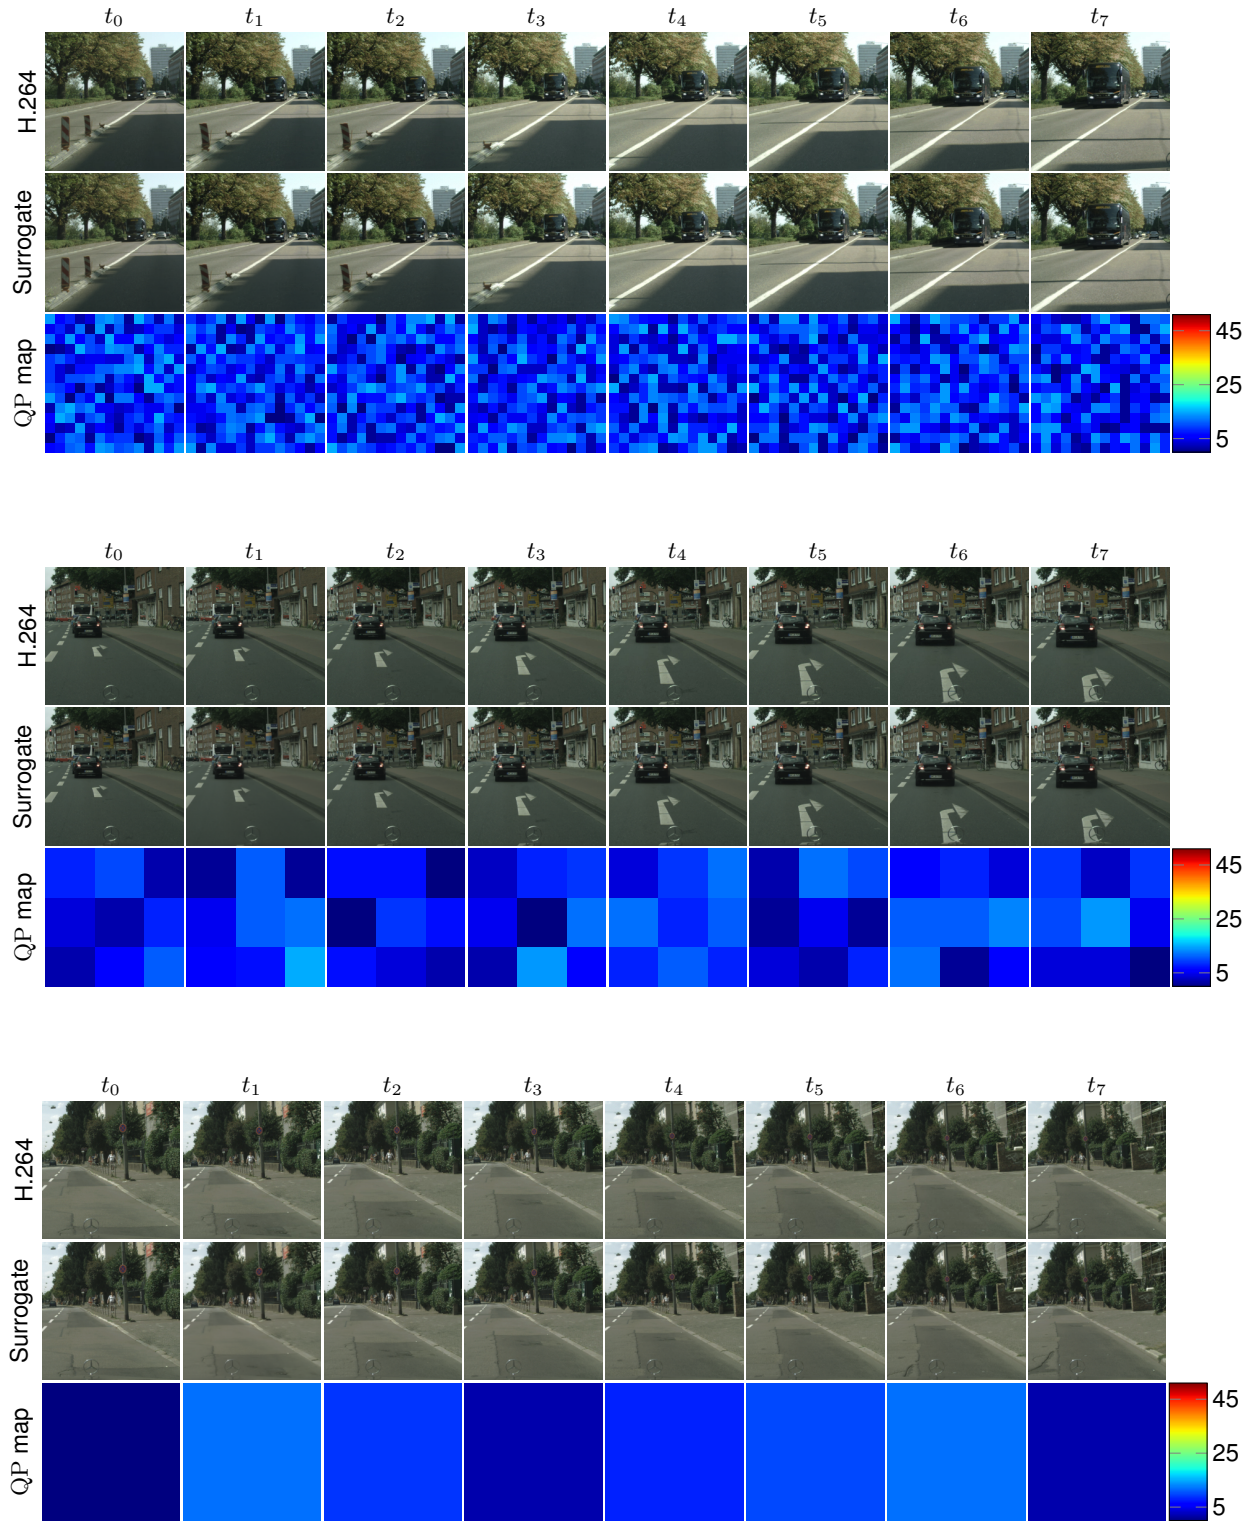 t₀ t₁ t₂ t₃ t₄ t₅ t₆ t₇
H.264
Surrogate
QP map
45
25
5
t₀ t₁ t₂ t₃ t₄ t₅ t₆ t₇
H.264
Surrogate
QP map
45
25
5
t₀ t₁ t₂ t₃ t₄ t₅ t₆ t₇
H.264
Surrogate
QP map
45
25
5